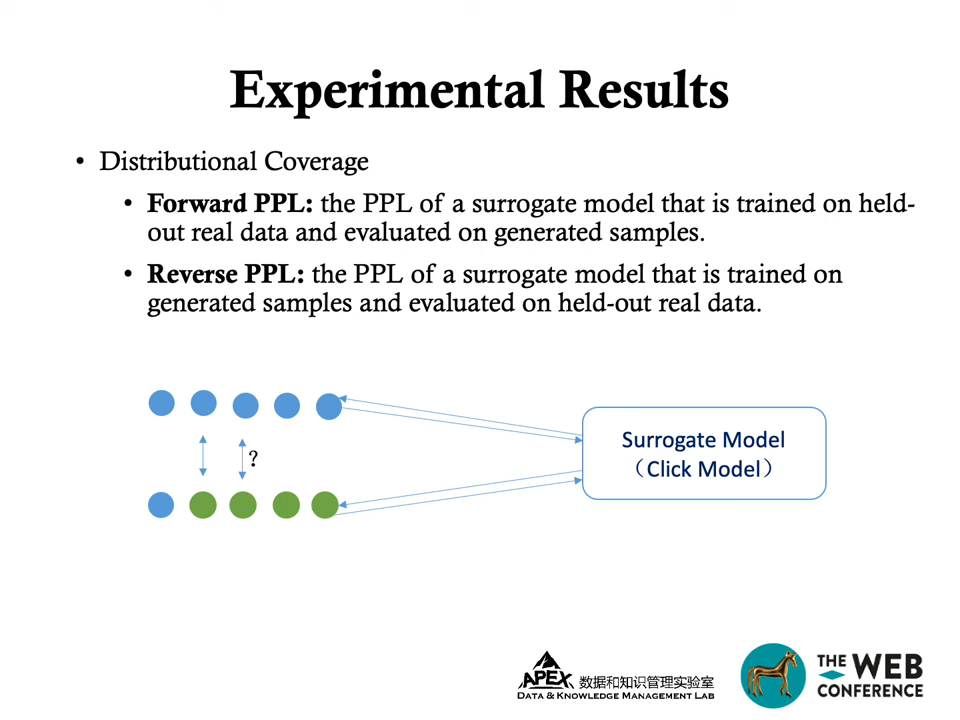 Experimental Results
• Distributional Coverage
• Forward PPL: the PPL of a surrogate model that is trained on held-
out real data and evaluated on generated samples.
• Reverse PPL: the PPL of a surrogate model that is trained on
generated samples and evaluated on held-out real data.
?
Surrogate Model
（Click Model）
APEX 数据和知识管理实验室
DATA & KNOWLEDGE MANAGEMENT LAB
THE WEB
CONFERENCE